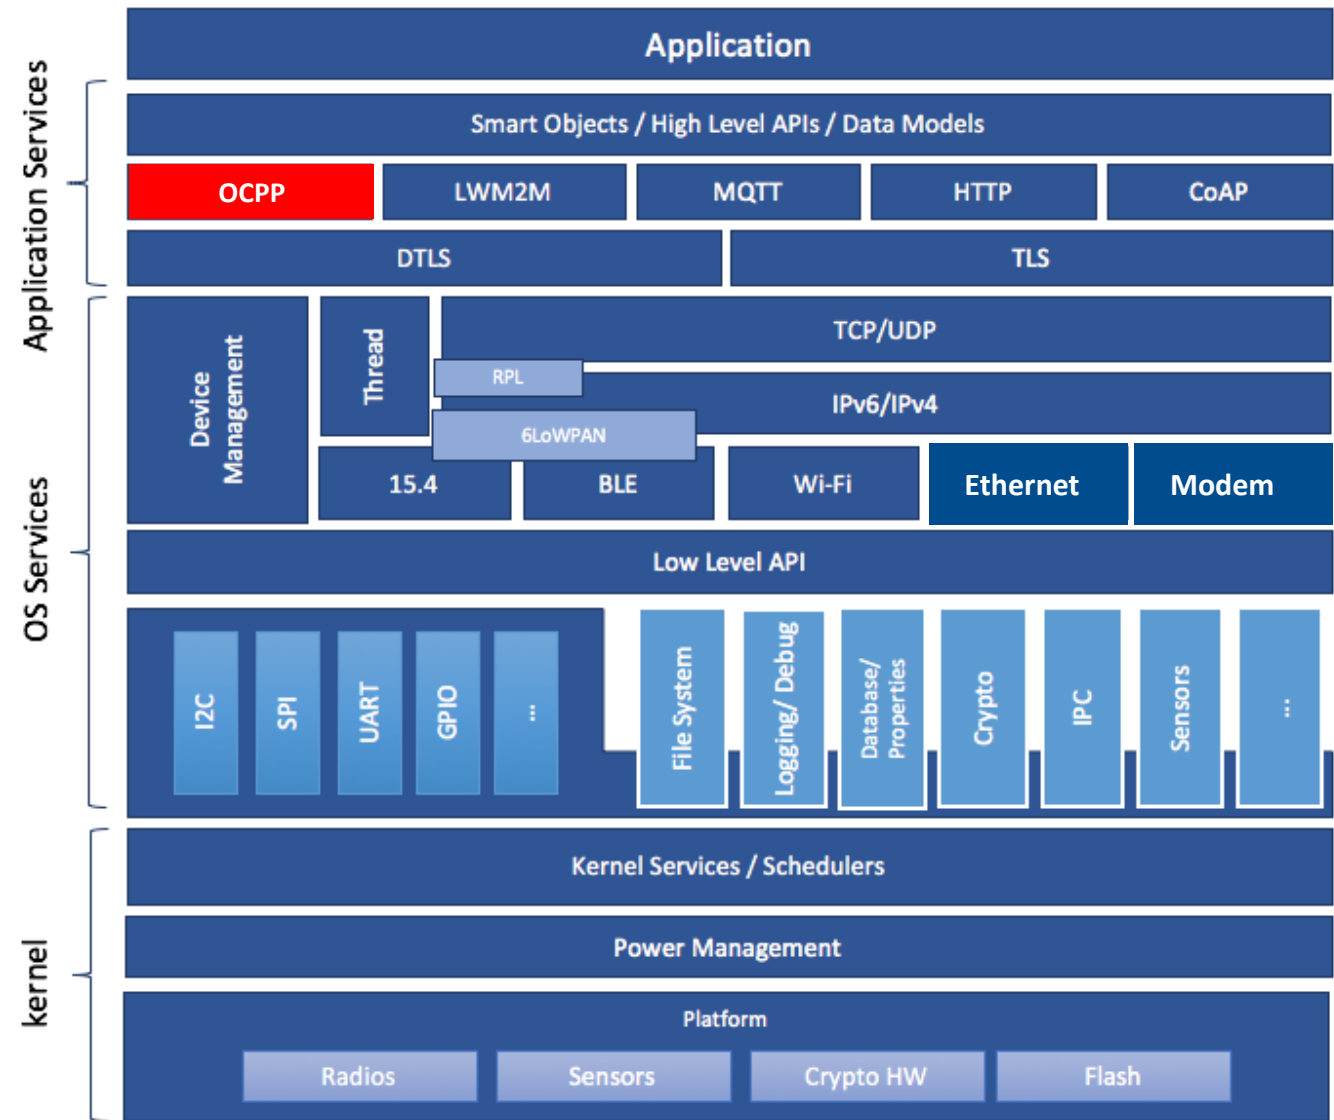 Application
Application Services
Smart Objects / High Level APIs / Data Models
OCPP
LWM2M
MQTT
HTTP
CoAP
DTLS
TLS
OS Services
Device
Management
Thread
TCP/UDP
RPL
IPv6/IPv4
6LoWPAN
15.4
BLE
Wi-Fi
Ethernet
Modem
Low Level API
I2C
SPI
UART
GPIO
...
File System
Logging/ Debug
Database/
Properties
Crypto
IPC
Sensors
...
kernel
Kernel Services / Schedulers
Power Management
Platform
Radios
Sensors
Crypto HW
Flash